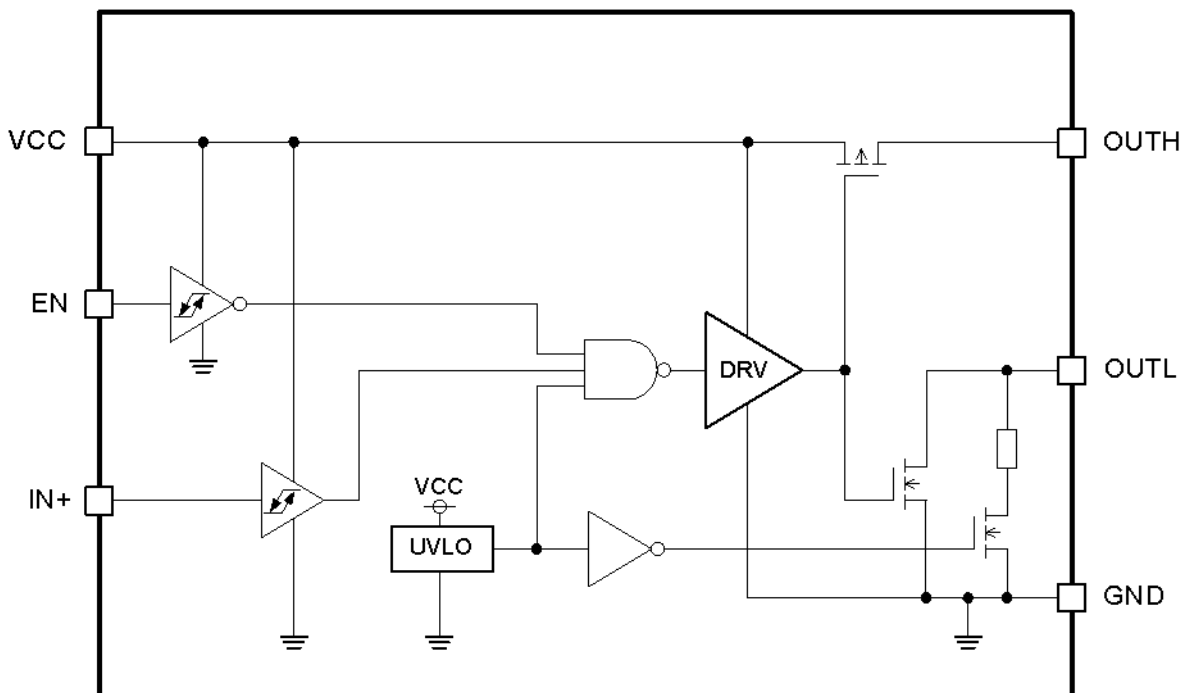 VCC
OUTH
EN
DRV
OUTL
IN+
VCC
UVLO
GND